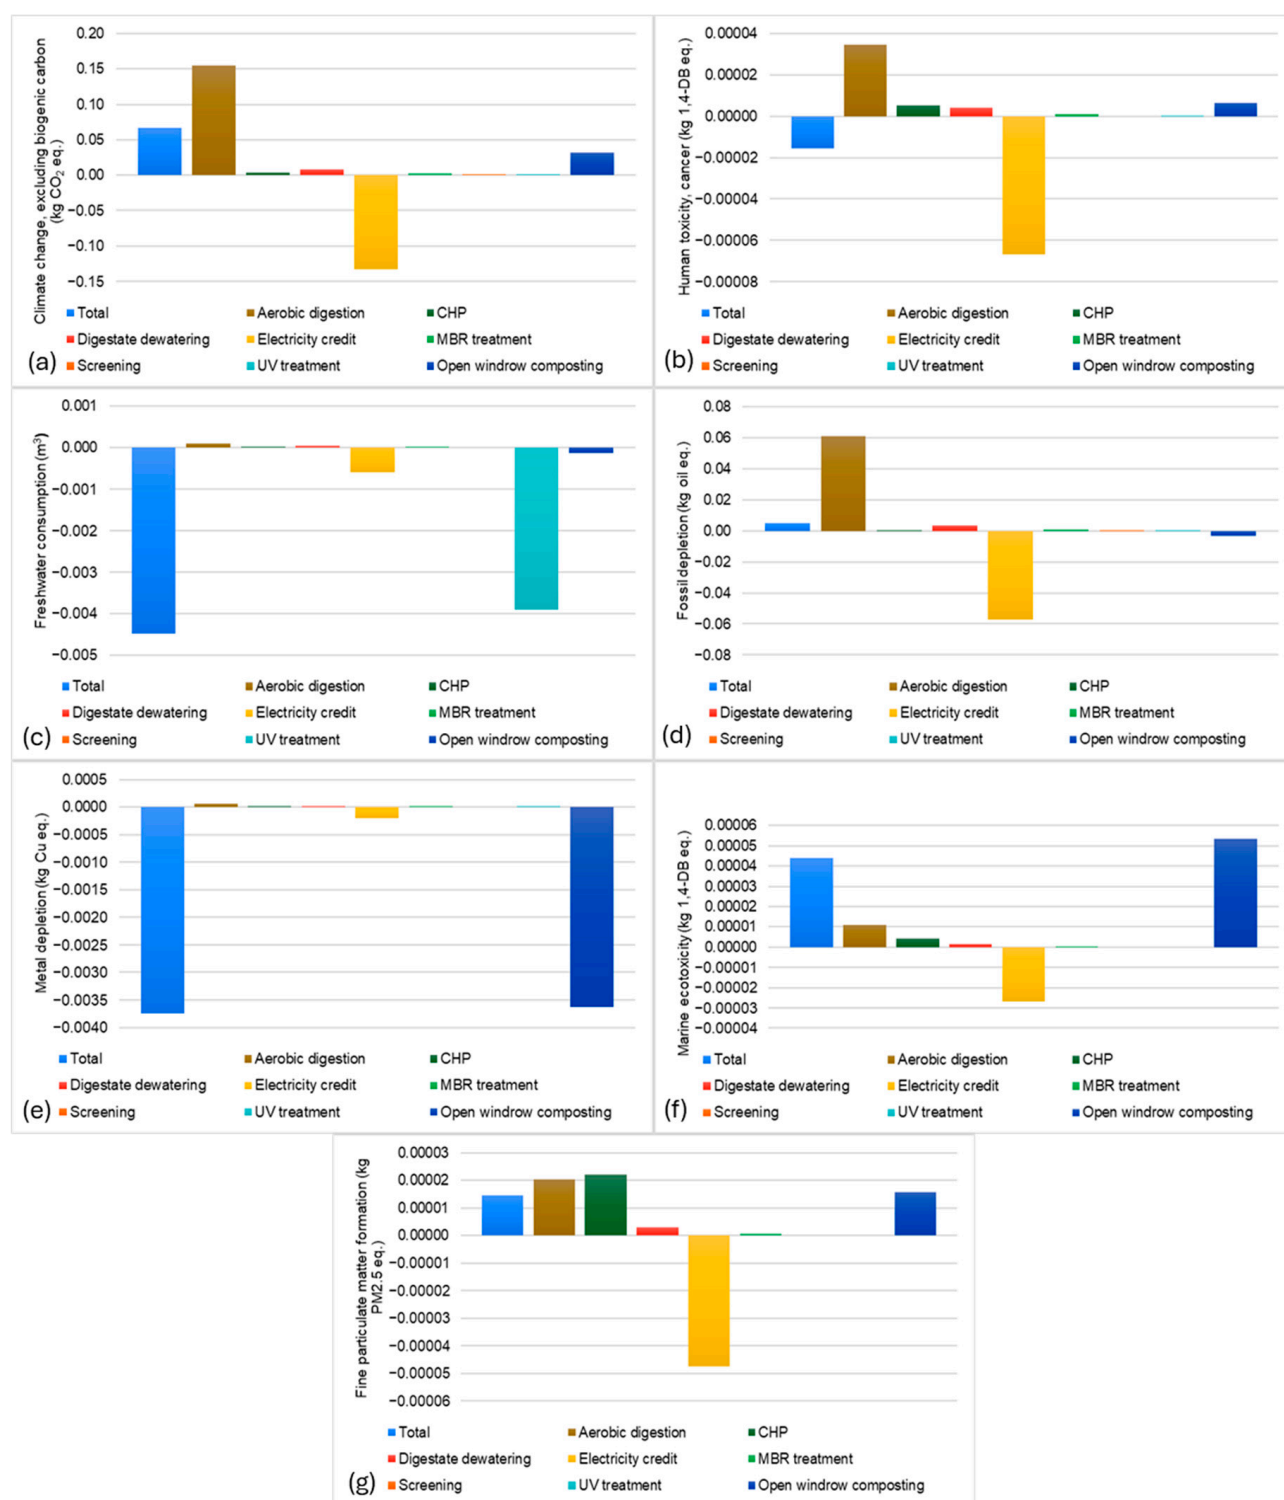 Climate change, excluding biogenic carbon
(kg CO₂ eq.)
0.20
0.15
0.10
0.05
0.00
−0.05
−0.10
−0.15
Total
Aerobic digestion
CHP
Digestate dewatering
Electricity credit
MBR treatment
Screening
UV treatment
Open windrow composting
(a)
Human toxicity, cancer (kg 1,4-DB eq.)
0.00004
0.00002
0.00000
−0.00002
−0.00004
−0.00006
−0.00008
Total
Aerobic digestion
CHP
Digestate dewatering
Electricity credit
MBR treatment
Screening
UV treatment
Open windrow composting
(b)
Freshwater consumption (m³)
0.001
0.000
−0.001
−0.002
−0.003
−0.004
−0.005
Total
Aerobic digestion
CHP
Digestate dewatering
Electricity credit
MBR treatment
Screening
UV treatment
Open windrow composting
(c)
Fossil depletion (kg oil eq.)
0.08
0.06
0.04
0.02
0.00
−0.02
−0.04
−0.06
−0.08
Total
Aerobic digestion
CHP
Digestate dewatering
Electricity credit
MBR treatment
Screening
UV treatment
Open windrow composting
(d)
Metal depletion (kg Cu eq.)
0.0005
0.0000
−0.0005
−0.0010
−0.0015
−0.0020
−0.0025
−0.0030
−0.0035
−0.0040
Total
Aerobic digestion
CHP
Digestate dewatering
Electricity credit
MBR treatment
Screening
UV treatment
Open windrow composting
(e)
Marine ecotoxicity (kg 1,4-DB eq.)
0.00006
0.00005
0.00004
0.00003
0.00002
0.00001
0.00000
−0.00001
−0.00002
−0.00003
−0.00004
Total
Aerobic digestion
CHP
Digestate dewatering
Electricity credit
MBR treatment
Screening
UV treatment
Open windrow composting
(f)
Fine particulate matter formation (kg
PM2.5 eq.)
0.00003
0.00002
0.00001
0.00000
−0.00001
−0.00002
−0.00003
−0.00004
−0.00005
−0.00006
Total
Aerobic digestion
CHP
Digestate dewatering
Electricity credit
MBR treatment
Screening
UV treatment
Open windrow composting
(g)